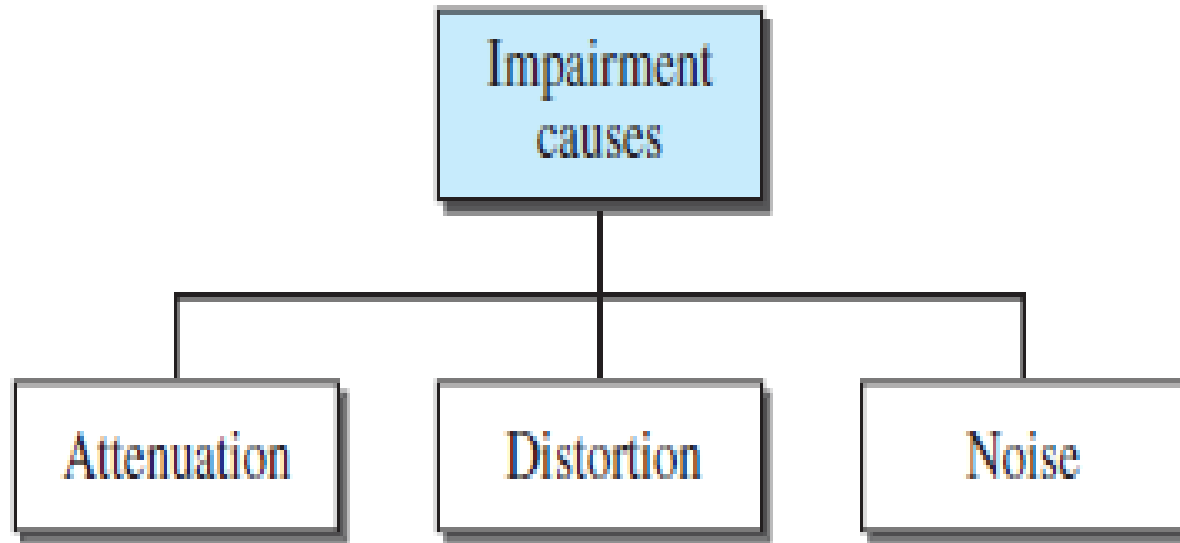 Impairment
causes
Attenuation
Distortion
Noise